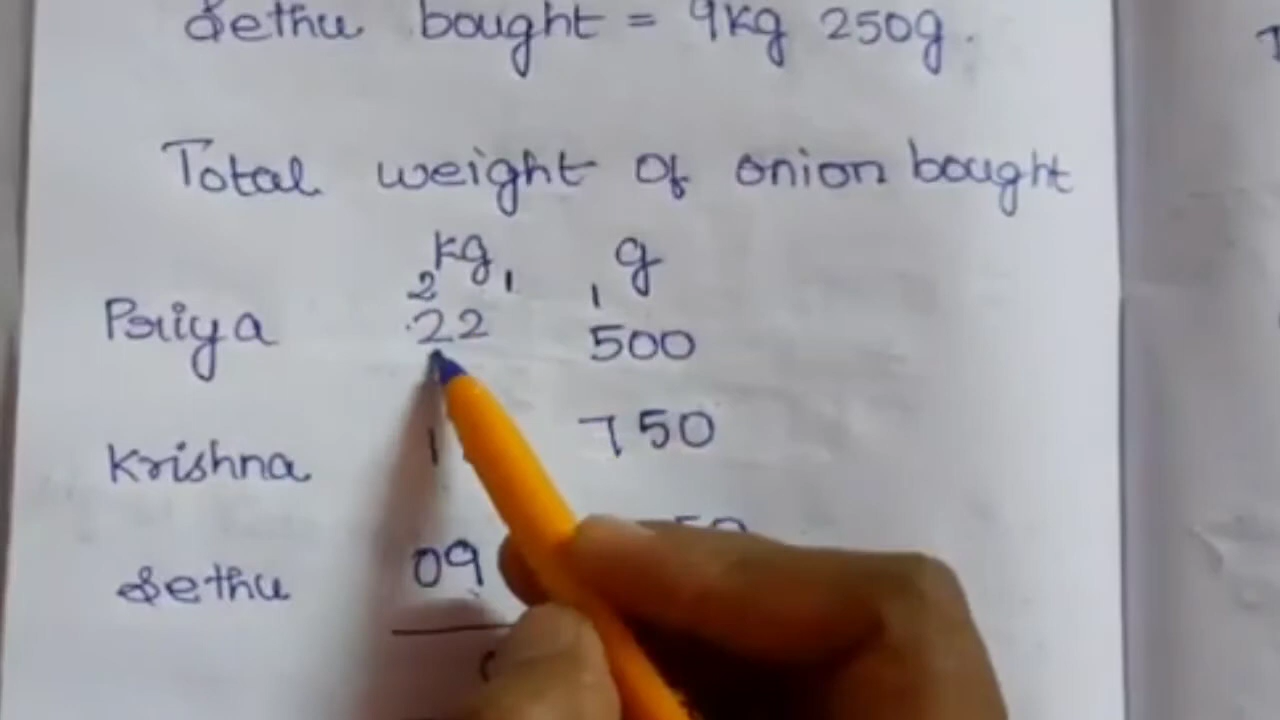 Sethu bought = 9kg 250g.
Total weight of onion bought
kg g
2 1 1
Priya 22 500
Krishna 1 750
Sethu 09